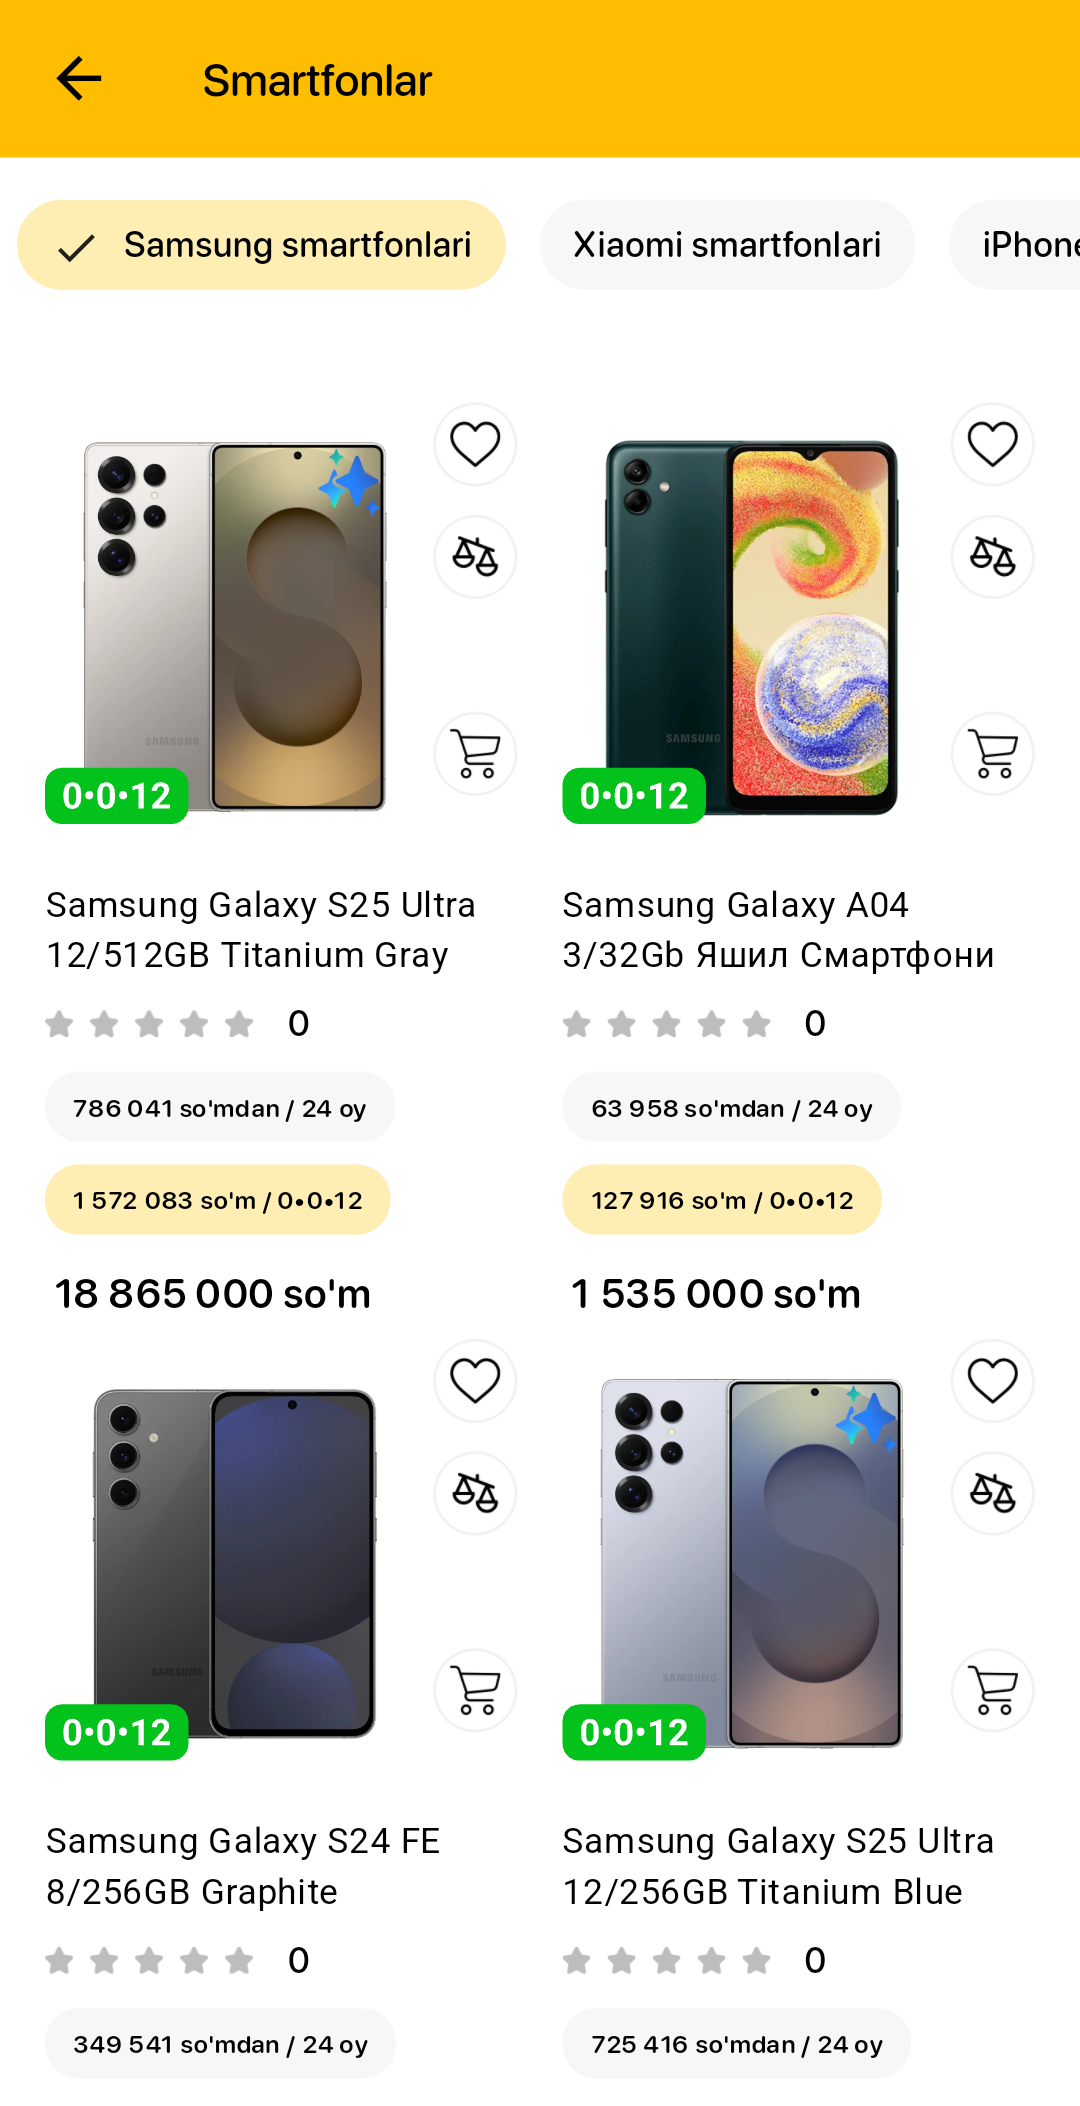 Smartfonlar
Samsung smartfonlari
Xiaomi smartfonlari
iPhone
SAMSUNG
SAMSUNG
0•0•12
0•0•12
Samsung Galaxy S25 Ultra
12/512GB Titanium Gray
Samsung Galaxy A04
3/32Gb Яшил Смартфони
0
0
786 041 so'mdan / 24 oy
63 958 so'mdan / 24 oy
1 572 083 so'm / 0•0•12
127 916 so'm / 0•0•12
18 865 000 so'm
1 535 000 so'm
SAMSUNG
SAMSUNG
0•0•12
0•0•12
Samsung Galaxy S24 FE
8/256GB Graphite
Samsung Galaxy S25 Ultra
12/256GB Titanium Blue
0
0
349 541 so'mdan / 24 oy
725 416 so'mdan / 24 oy